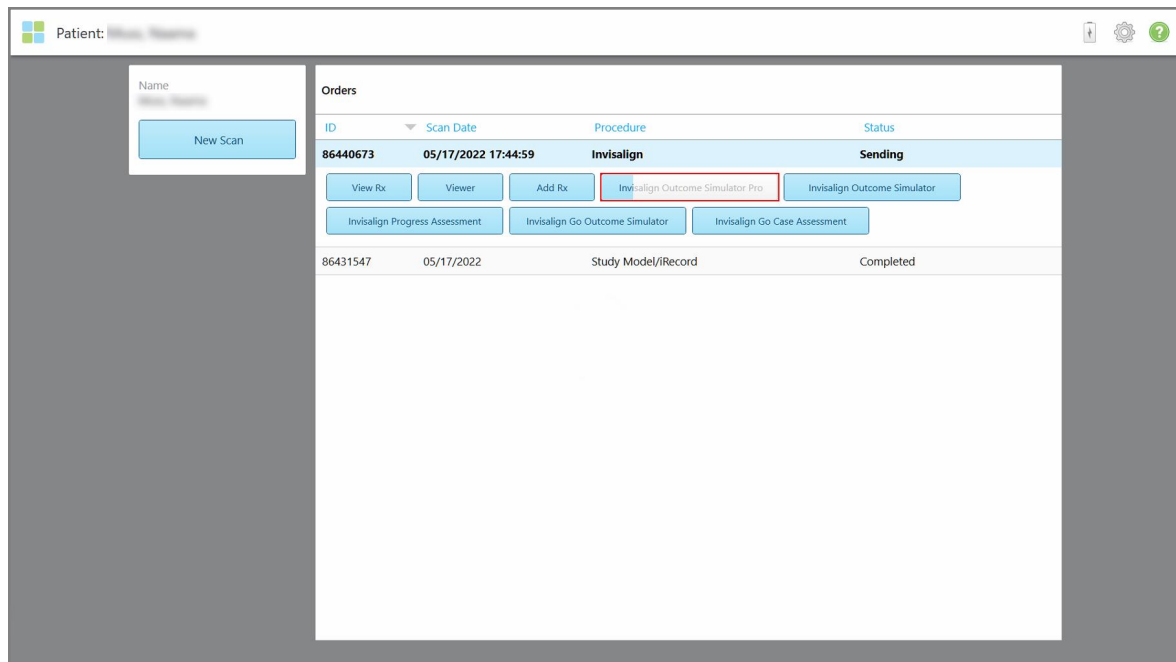 Patient:
Name
New Scan
Orders
ID Scan Date Procedure Status
86440673 05/17/2022 17:44:59 Invisalign Sending
View Rx Viewer Add Rx Invisalign Outcome Simulator Pro Invisalign Outcome Simulator
Invisalign Progress Assessment Invisalign Go Outcome Simulator Invisalign Go Case Assessment
86431547 05/17/2022 Study Model/iRecord Completed